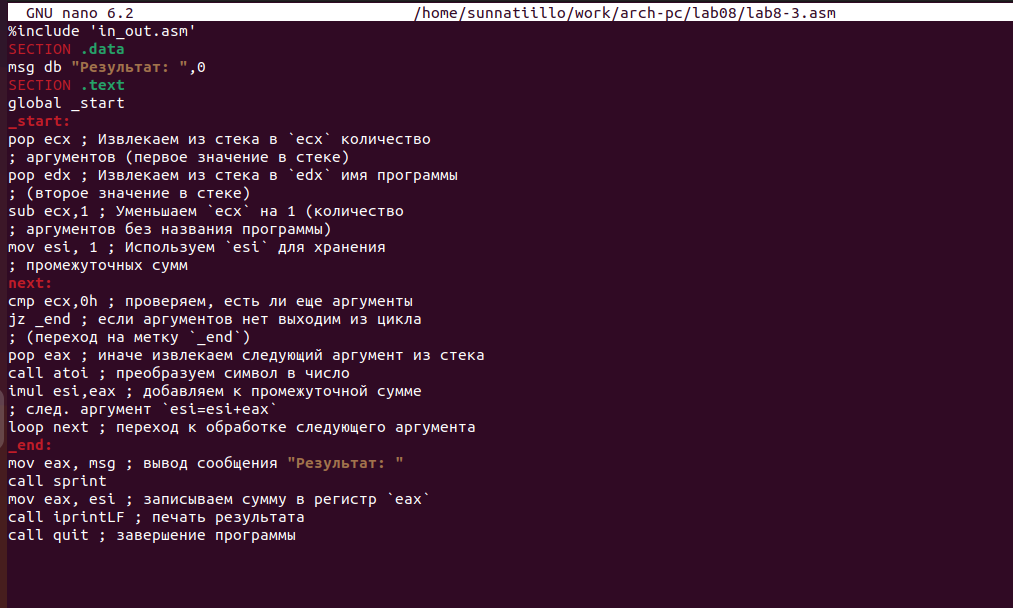 GNU nano 6.2 /home/sunnatiillo/work/arch-pc/lab08/lab8-3.asm
%include 'in_out.asm'
SECTION .data
msg db "Результат: ",0
SECTION .text
global _start
_start:
pop ecx ; Извлекаем из стека в `ecx` количество
; аргументов (первое значение в стеке)
pop edx ; Извлекаем из стека в `edx` имя программы
; (второе значение в стеке)
sub ecx,1 ; Уменьшаем `ecx` на 1 (количество
; аргументов без названия программы)
mov esi, 1 ; Используем `esi` для хранения
; промежуточных сумм
next:
cmp ecx,0h ; проверяем, есть ли еще аргументы
jz _end ; если аргументов нет выходим из цикла
; (переход на метку `_end`)
pop eax ; иначе извлекаем следующий аргумент из стека
call atoi ; преобразуем символ в число
imul esi,eax ; добавляем к промежуточной сумме
; след. аргумент `esi=esi+eax`
loop next ; переход к обработке следующего аргумента
_end:
mov eax, msg ; вывод сообщения "Результат: "
call sprint
mov eax, esi ; записываем сумму в регистр `eax`
call iprintLF ; печать результата
call quit ; завершение программы